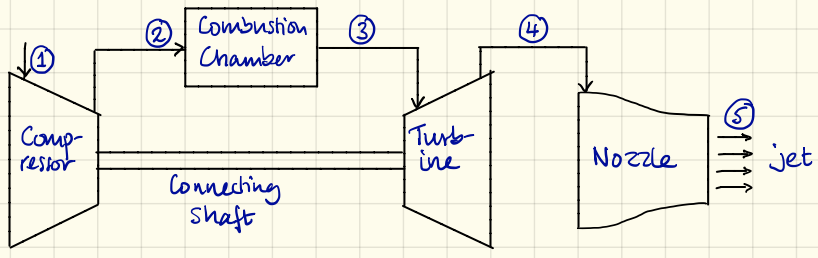 ①
Comp-
ressor
②
Combustion
Chamber
③
Connecting
Shaft
Turb-
ine
④
Nozzle
⑤
jet